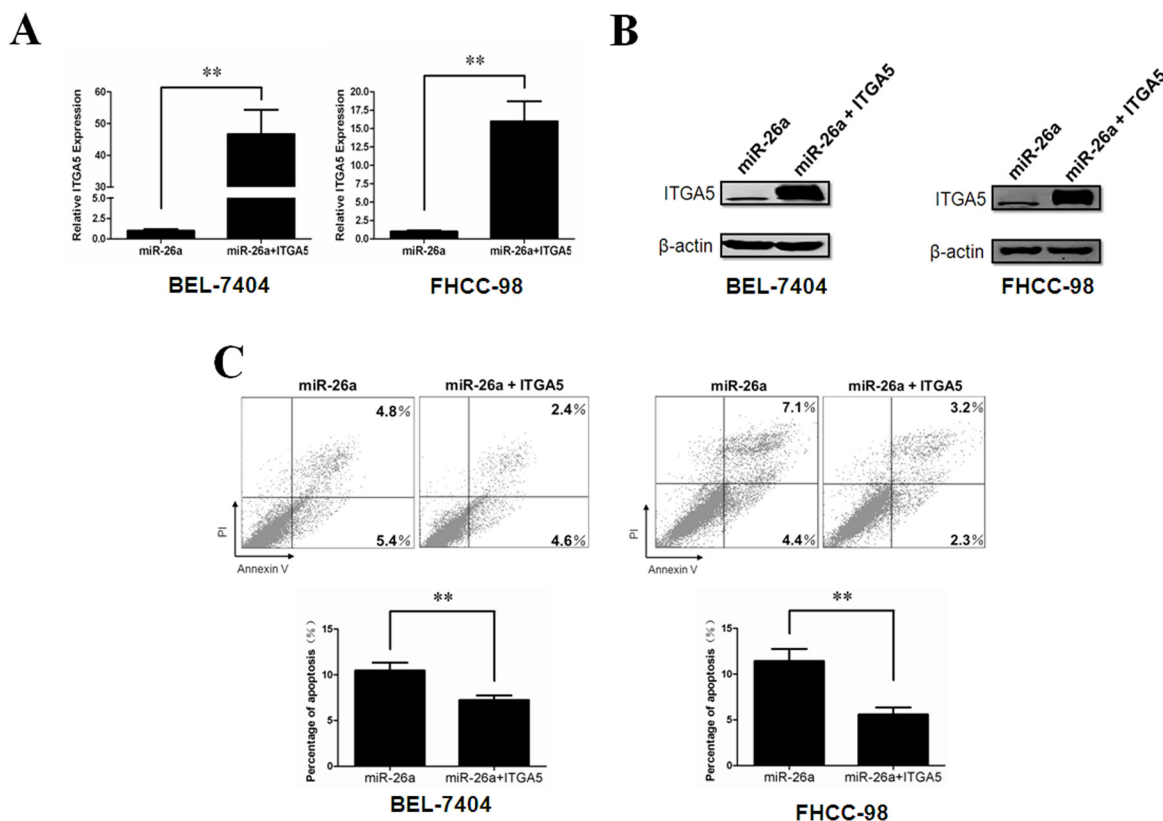 A
Relative ITGA5 Expression
60
50
40
30
5.0
2.5
0.0
**
miR-26a
miR-26a+ITGA5
BEL-7404
Relative ITGA5 Expression
20.0
17.5
15.0
12.5
10.0
7.5
5.0
2.5
0.0
**
miR-26a
miR-26a+ITGA5
FHCC-98
B
miR-26a
miR-26a + ITGA5
ITGA5
β-actin
BEL-7404
miR-26a
miR-26a + ITGA5
ITGA5
β-actin
FHCC-98
C
miR-26a
miR-26a + ITGA5
4.8%
2.4%
5.4%
4.6%
PI
Annexin V
miR-26a
miR-26a + ITGA5
7.1%
3.2%
4.4%
2.3%
PI
Annexin V
Percentage of apoptosis (%)
15
10
5
0
**
miR-26a
miR-26a+ITGA5
BEL-7404
Percentage of apoptosis (%)
15
10
5
0
**
miR-26a
miR-26a+ITGA5
FHCC-98